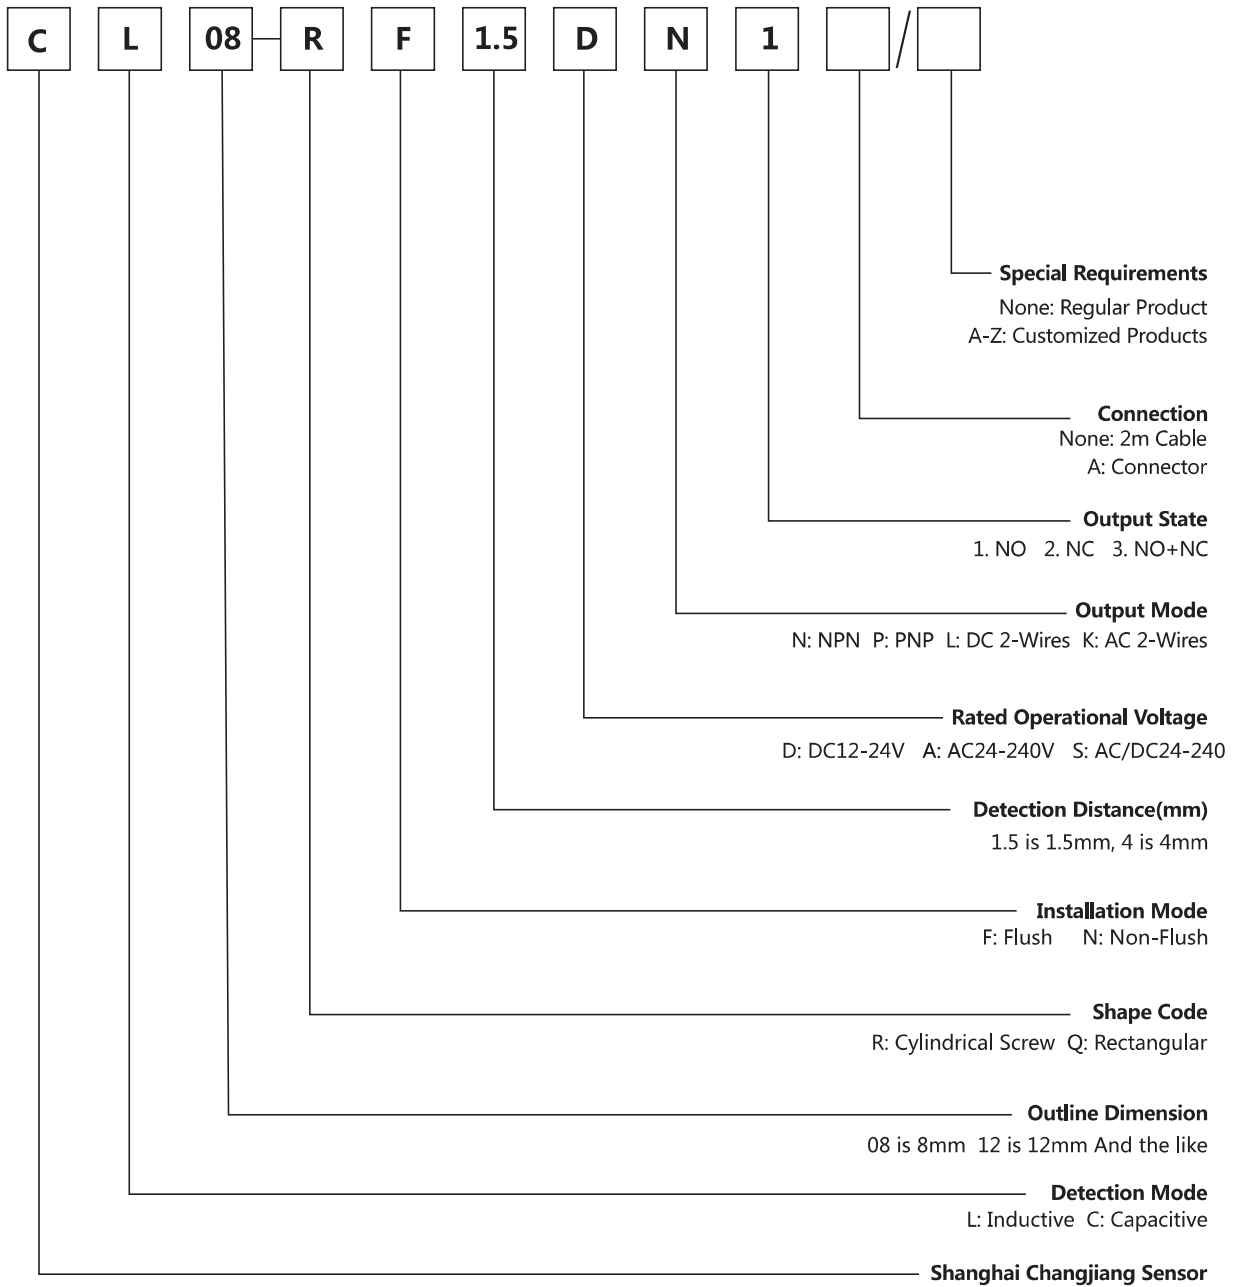 C L 08 R F 1.5 D N 1 /
Special Requirements
None: Regular Product
A-Z: Customized Products
Connection
None: 2m Cable
A: Connector
Output State
1. NO 2. NC 3. NO+NC
Output Mode
N: NPN P: PNP L: DC 2-Wires K: AC 2-Wires
Rated Operational Voltage
D: DC12-24V A: AC24-240V S: AC/DC24-240
Detection Distance(mm)
1.5 is 1.5mm, 4 is 4mm
Installation Mode
F: Flush N: Non-Flush
Shape Code
R: Cylindrical Screw Q: Rectangular
Outline Dimension
08 is 8mm 12 is 12mm And the like
Detection Mode
L: Inductive C: Capacitive
Shanghai Changjiang Sensor